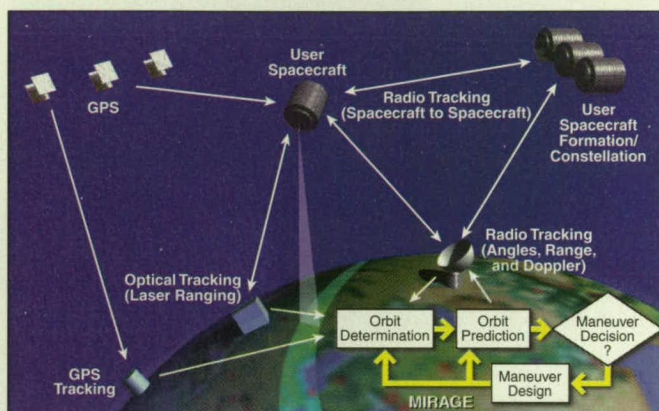 GPS
User
Spacecraft
Radio Tracking
(Spacecraft to Spacecraft)
User
Spacecraft
Formation/
Constellation
Optical Tracking
(Laser Ranging)
Radio Tracking
(Angles, Range,
and Doppler)
GPS
Tracking
Orbit
Determination
Orbit
Prediction
Maneuver
Decision
?
Maneuver
Design
MIRAGE